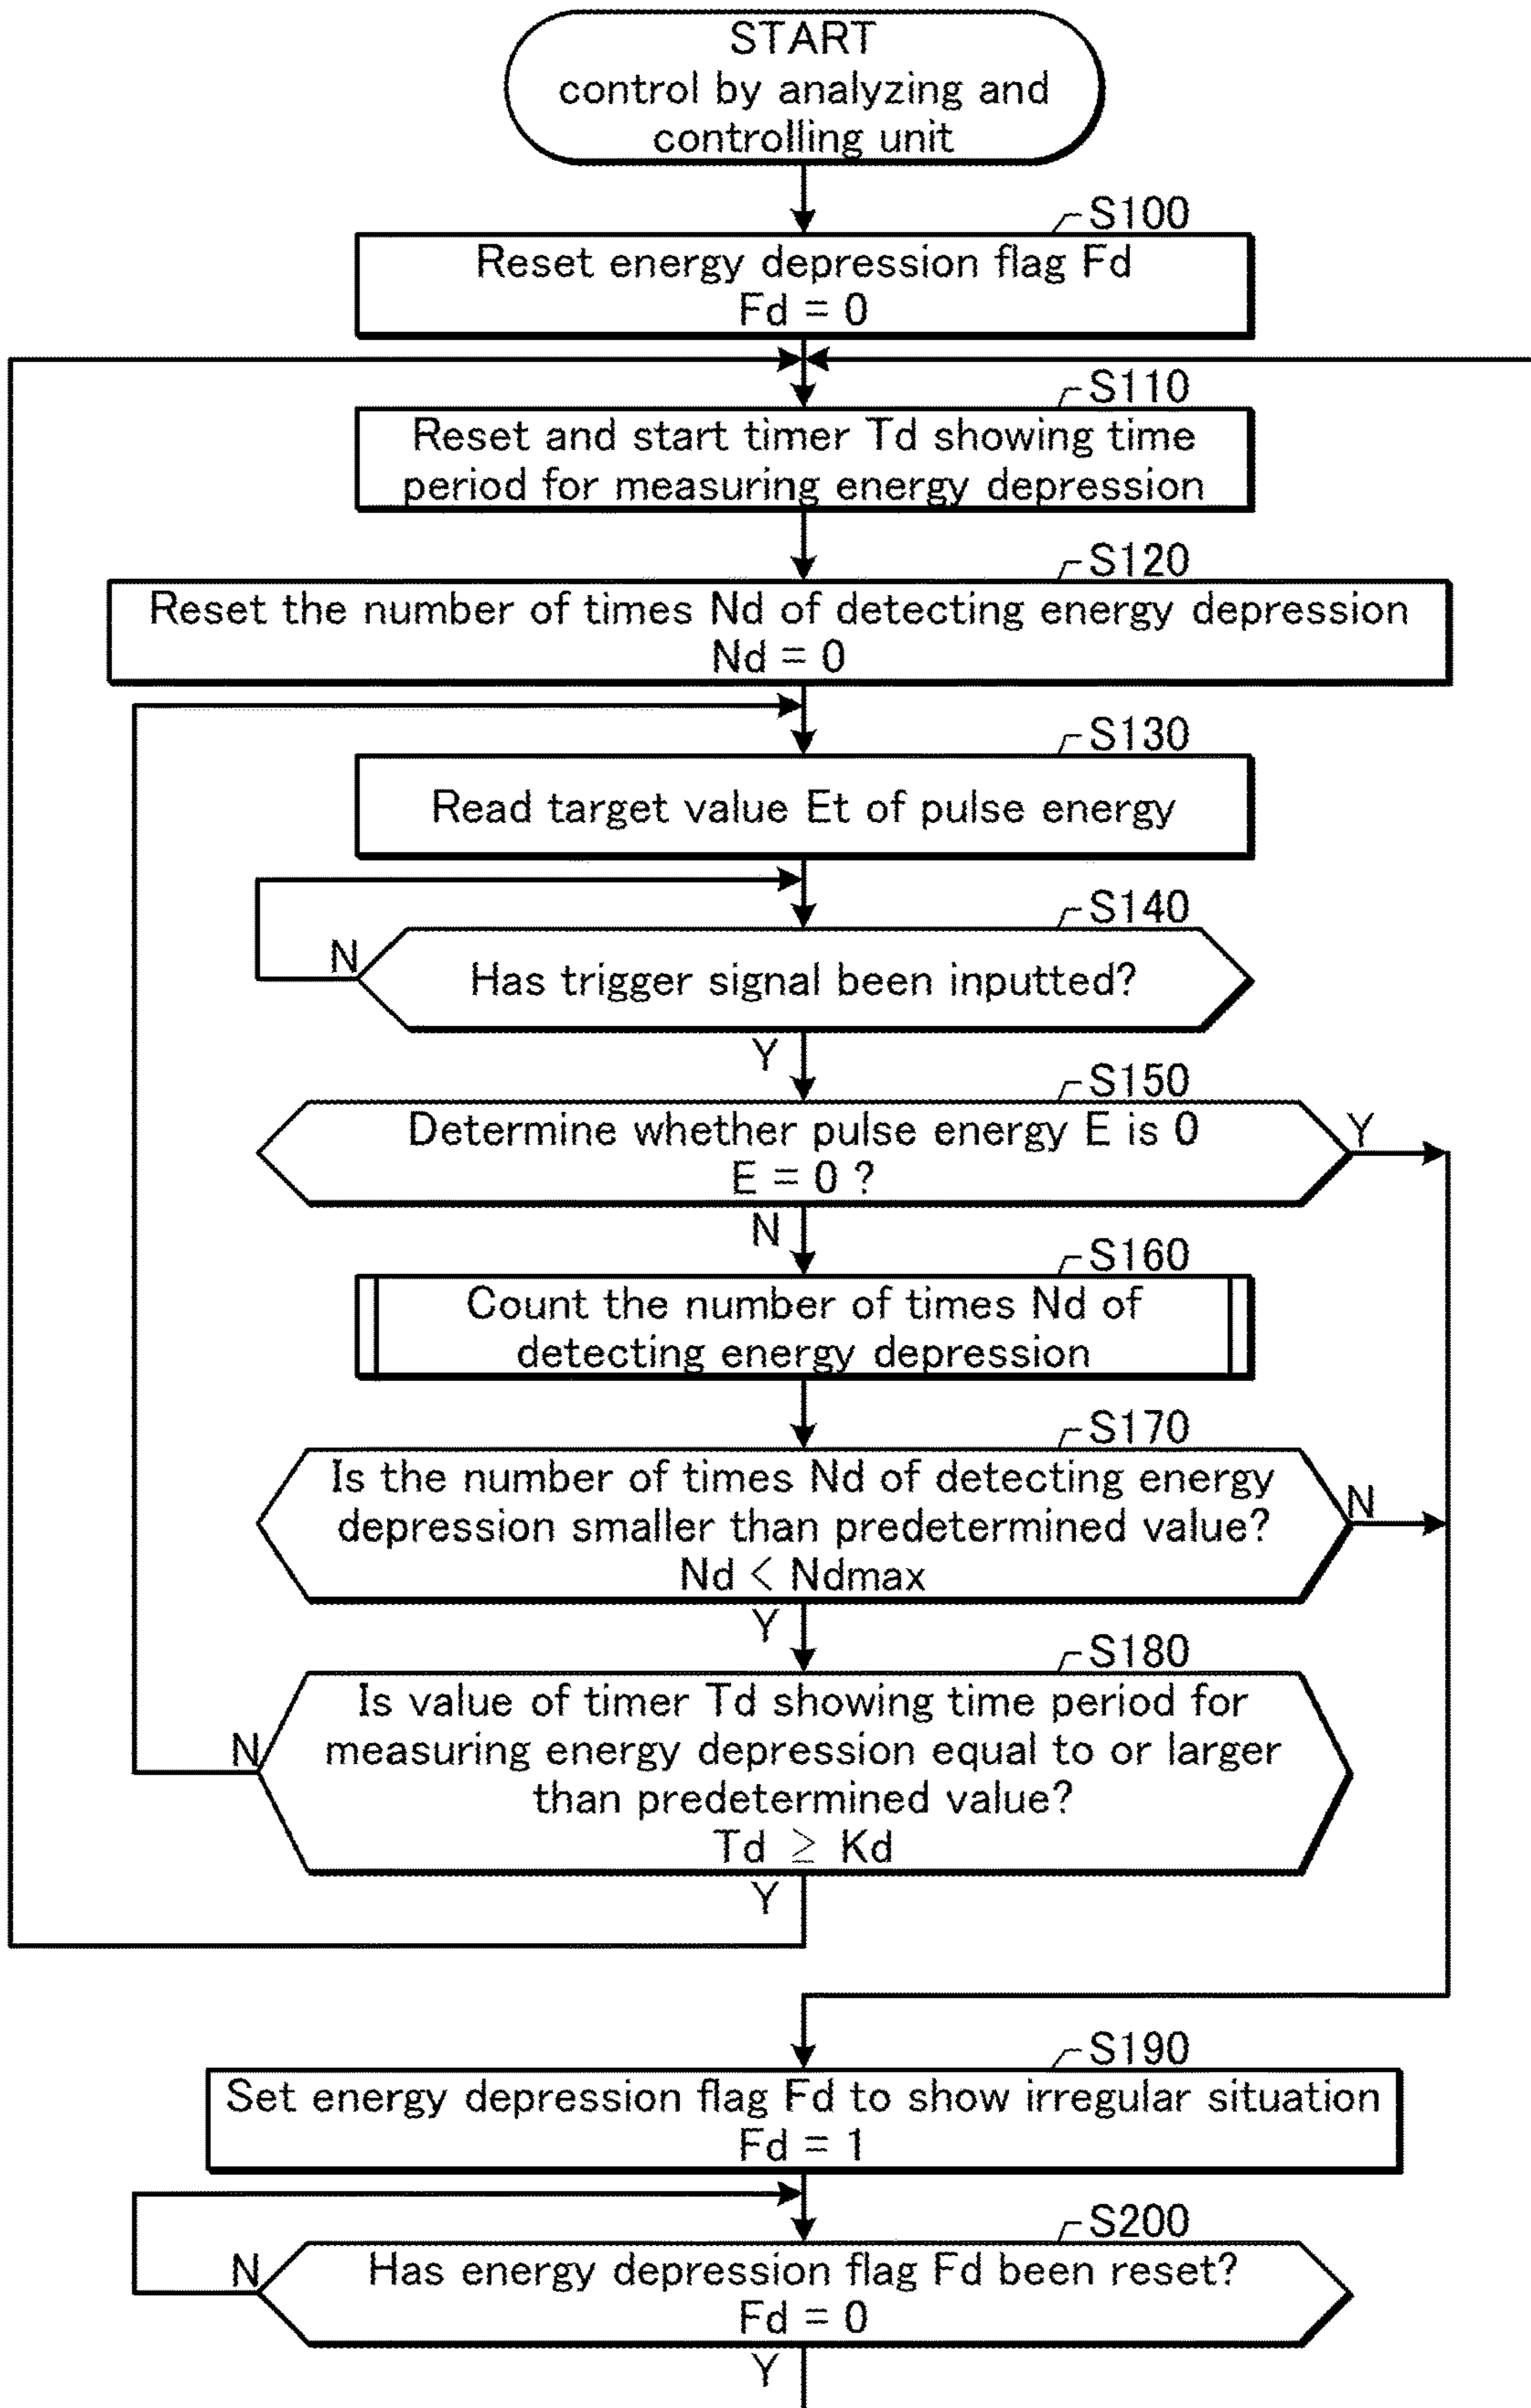 START
control by analyzing and
controlling unit
S100
Reset energy depression flag Fd
Fd = 0
S110
Reset and start timer Td showing time
period for measuring energy depression
S120
Reset the number of times Nd of detecting energy depression
Nd = 0
S130
Read target value Et of pulse energy
S140
N
Has trigger signal been inputted?
Y
S150
Determine whether pulse energy E is 0
Y
E = 0 ?
N
S160
Count the number of times Nd of
detecting energy depression
S170
Is the number of times Nd of detecting energy
N
depression smaller than predetermined value?
Nd < Ndmax
Y
S180
Is value of timer Td showing time period for
N
measuring energy depression equal to or larger
than predetermined value?
Td ≥ Kd
Y
S190
Set energy depression flag Fd to show irregular situation
Fd = 1
S200
N
Has energy depression flag Fd been reset?
Fd = 0
Y